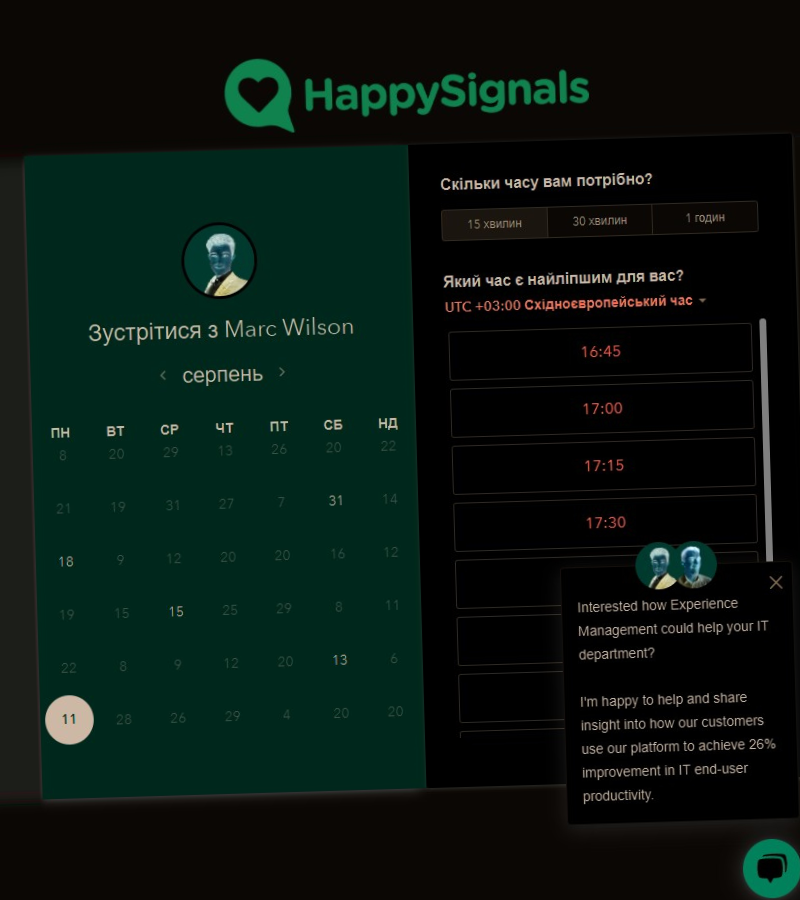 HappySignals
Зустрітися з Marc Wilson
серпень
ПН ВТ СР ЧТ ПТ СБ НД
8 20 29 13 26 20 22
21 19 31 27 7 31 14
18 9 12 20 20 16 12
19 15 15 25 29 8 11
22 8 9 12 20 13 6
11 28 26 29 4 20 20
Скільки часу вам потрібно?
15 хвилин 30 хвилин 1 годин
Який час є найліпшим для вас?
UTC +03:00 Східноєвропейський час
16:45
17:00
17:15
17:30
Interested how Experience
Management could help your IT
department?
I'm happy to help and share
insight into how our customers
use our platform to achieve 26%
improvement in IT end-user
productivity.